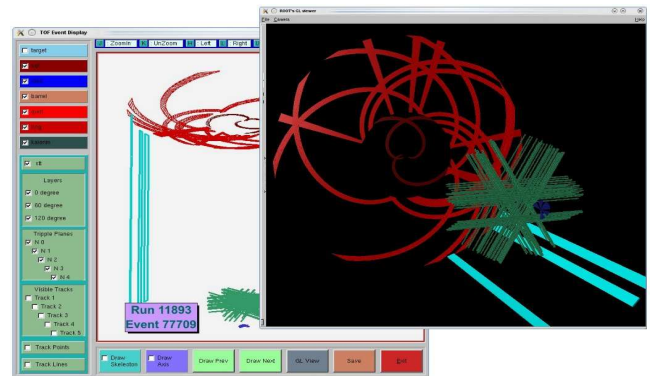 TOF Event Display
ROOT's GL viewer
File Camera
Help
ZoomIn
UnZoom
Left
Right
target
barrel
stt
Layers
0 degree
60 degree
120 degree
Tripple Planes
N 0
N 1
N 2
N 3
N 4
Visible Tracks
Track 1
Track 2
Track 3
Track 4
Track 5
Track Points
Track Lines
Run 11893
Event 77709
Draw
Skeleton
Draw
Axis
Draw Prev
Draw Next
GL View
Save
Exit